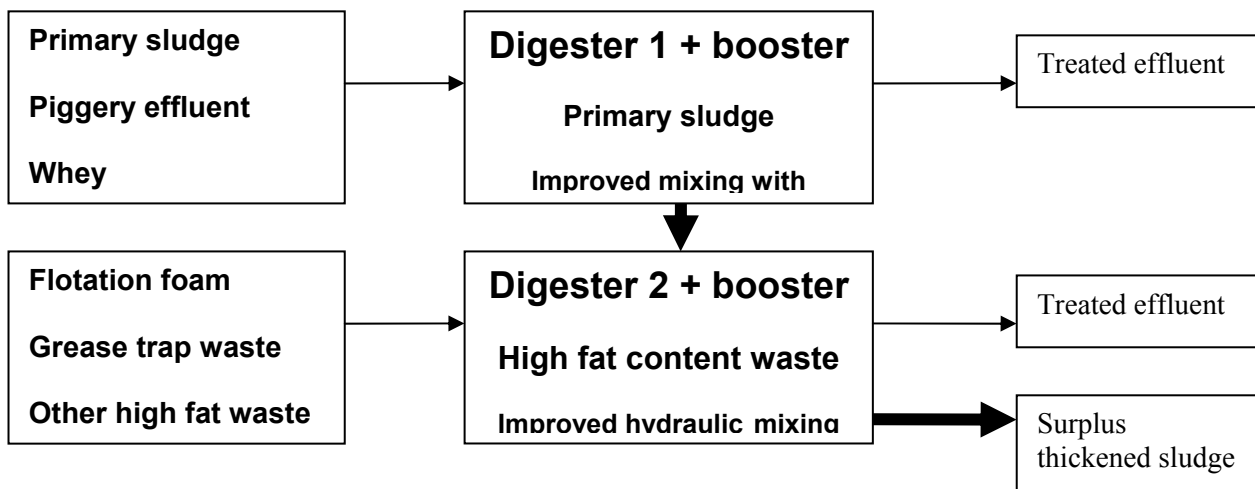 Primary sludge
Piggery effluent
Whey
Digester 1 + booster
Primary sludge
Improved mixing with
Treated effluent
Flotation foam
Grease trap waste
Other high fat waste
Digester 2 + booster
High fat content waste
Improved hydraulic mixing
Treated effluent
Surplus
thickened sludge